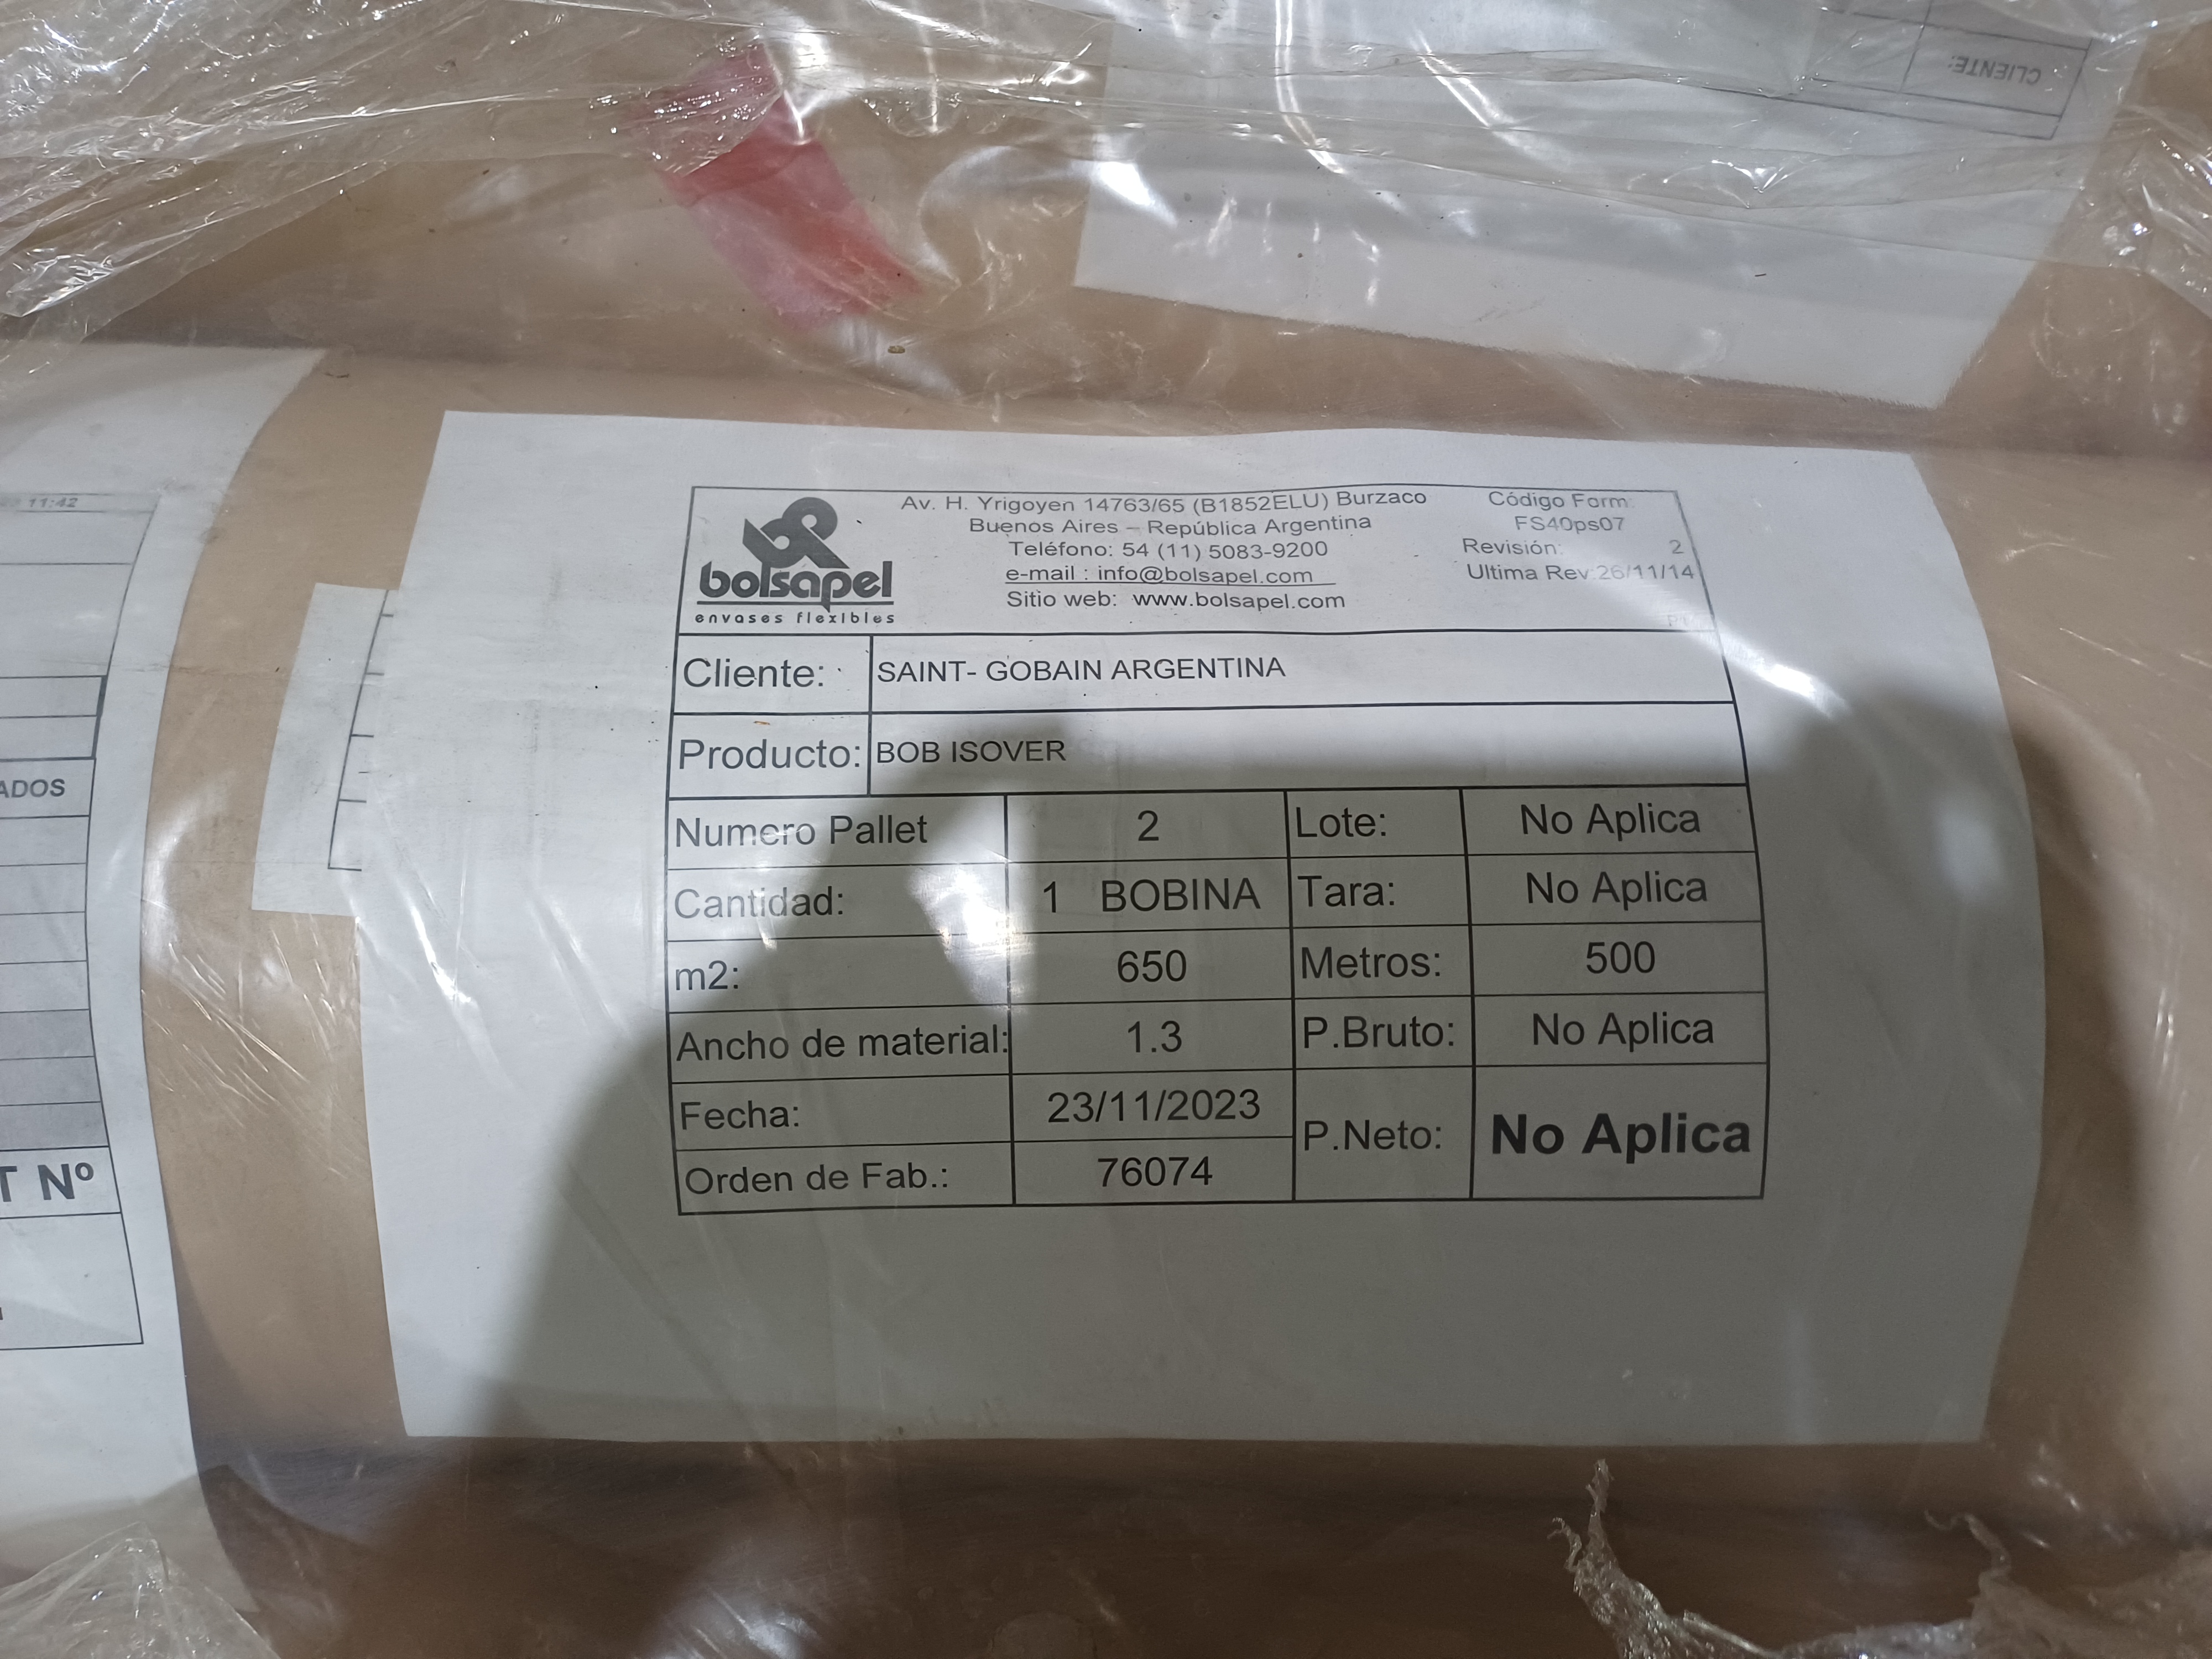 CLIENTE:
11:42
ADOS
T Nº
bolsapel
envases flexibles
Av. H. Yrigoyen 14763/65 (B1852ELU) Burzaco
Buenos Aires – República Argentina
Teléfono: 54 (11) 5083-9200
e-mail : info@bolsapel.com
Sitio web: www.bolsapel.com
Código Form:
FS40ps07
Revisión: 2
Ultima Rev:26/11/14
Cliente: SAINT- GOBAIN ARGENTINA
Producto: BOB ISOVER
Numero Pallet 2 Lote: No Aplica
Cantidad: 1 BOBINA Tara: No Aplica
m2: 650 Metros: 500
Ancho de material: 1.3 P.Bruto: No Aplica
Fecha: 23/11/2023 P.Neto: No Aplica
Orden de Fab.: 76074